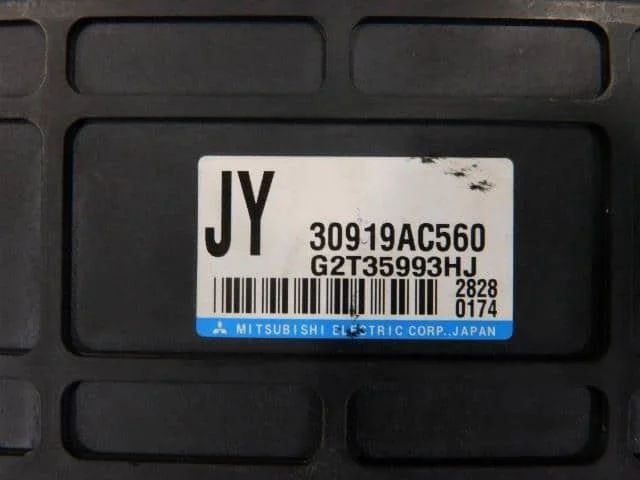 JY
30919AC560
G2T35993HJ
2828
0174
MITSUBISHI ELECTRIC CORP., JAPAN